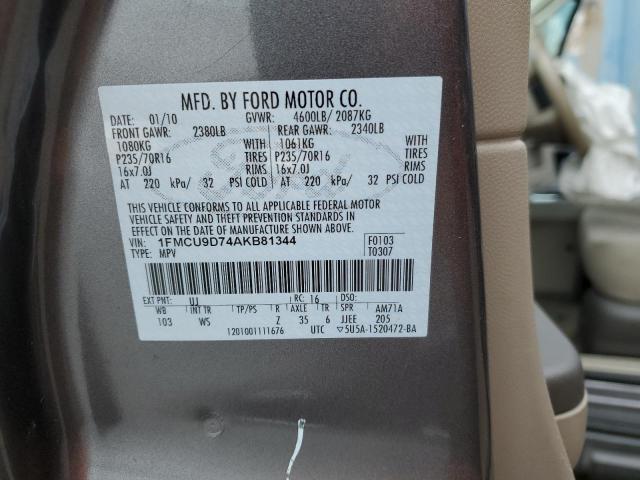 MFD. BY FORD MOTOR CO.
DATE: 01/10 GVWR: 4600LB/ 2087KG
FRONT GAWR: 2380LB REAR GAWR: 2340LB
1080KG WITH 1061KG WITH
P235/70R16 TIRES P235/70R16 TIRES
16x7.0J RIMS 16x7.0J RIMS
AT 220 kPa/ 32 PSI COLD AT 220 kPa/ 32 PSI COLD
THIS VEHICLE CONFORMS TO ALL APPLICABLE FEDERAL MOTOR
VEHICLE SAFETY AND THEFT PREVENTION STANDARDS IN
EFFECT ON THE DATE OF MANUFACTURE SHOWN ABOVE.
VIN: 1FMCU9D74AKB81344 F0103
TYPE: MPV T0307
EXT PNT: UJ RC: 16 DSO:
WB INT TR TP/PS R AXLE TR SPR AM71A
103 WS Z 35 6 JJEE 205
1201001111676 UTC ▽5U5A-1520472-BA